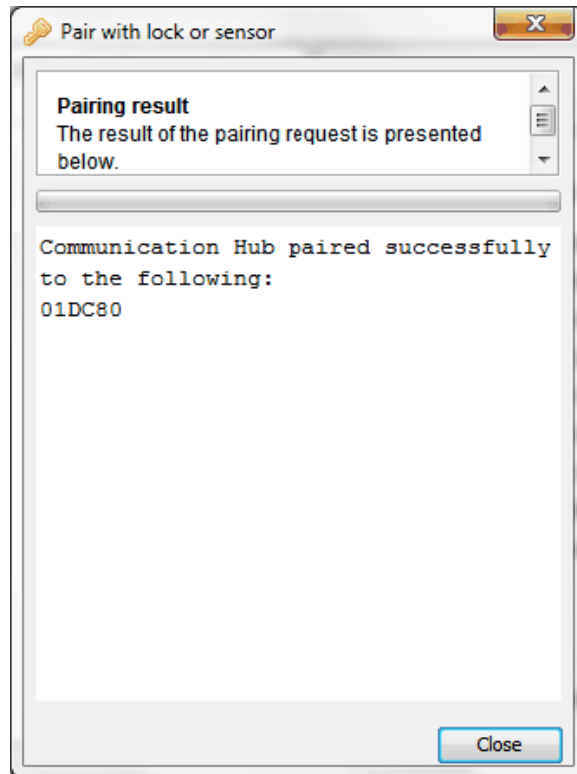 Pair with lock or sensor
Pairing result
The result of the pairing request is presented
below.
Communication Hub paired successfully
to the following:
01DC80
Close